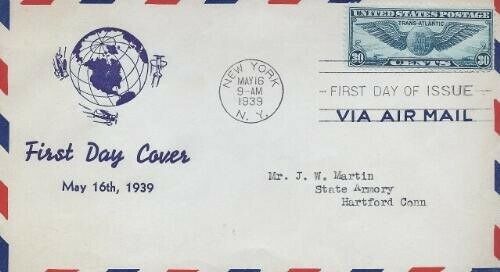 UNITED STATES POSTAGE
TRANS-ATLANTIC
30 CENTS 30
NEW YORK
MAY 16
9-AM
1939
N.Y.
FIRST DAY OF ISSUE
VIA AIR MAIL
First Day Cover
May 16th, 1939
Mr. J. W. Martin
State Armory
Hartford Conn